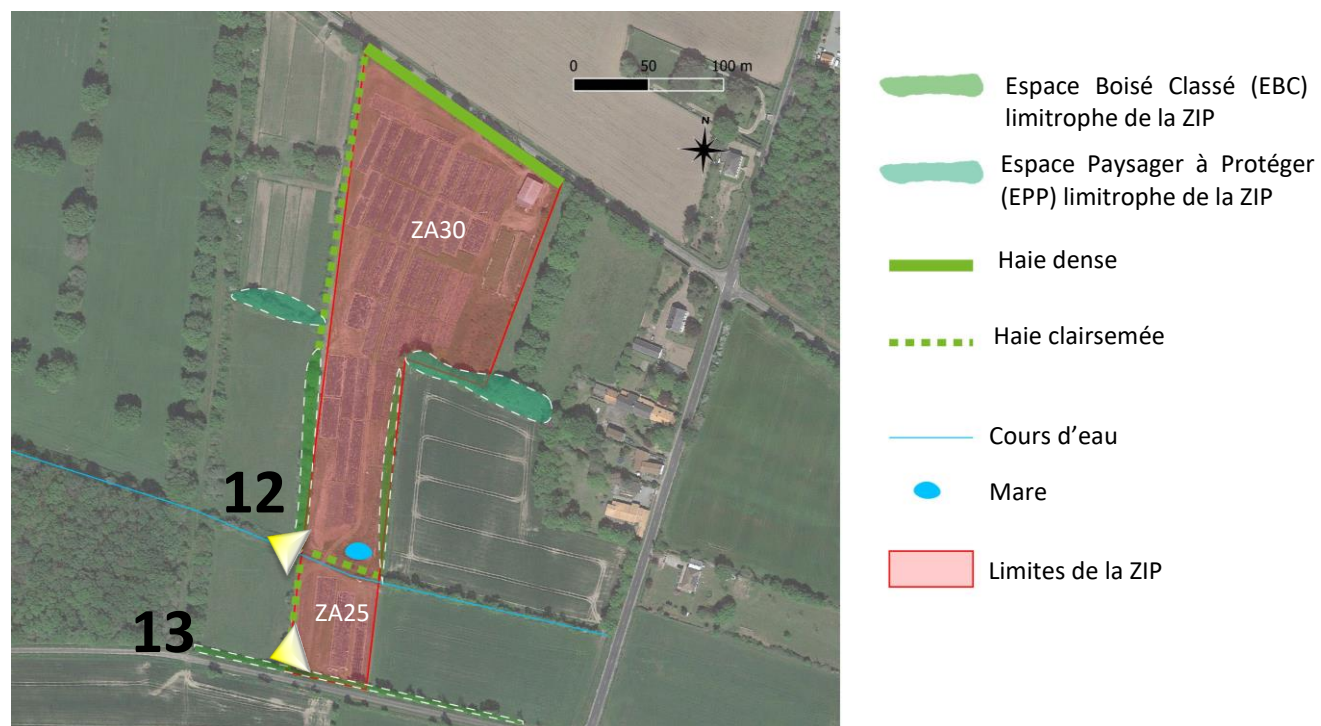 0 50 100 m
N
ZA30
12
ZA25
13
Espace Boisé Classé (EBC)
limitrophe de la ZIP
Espace Paysager à Protéger
(EPP) limitrophe de la ZIP
Haie dense
Haie clairsemée
Cours d'eau
Mare
Limites de la ZIP